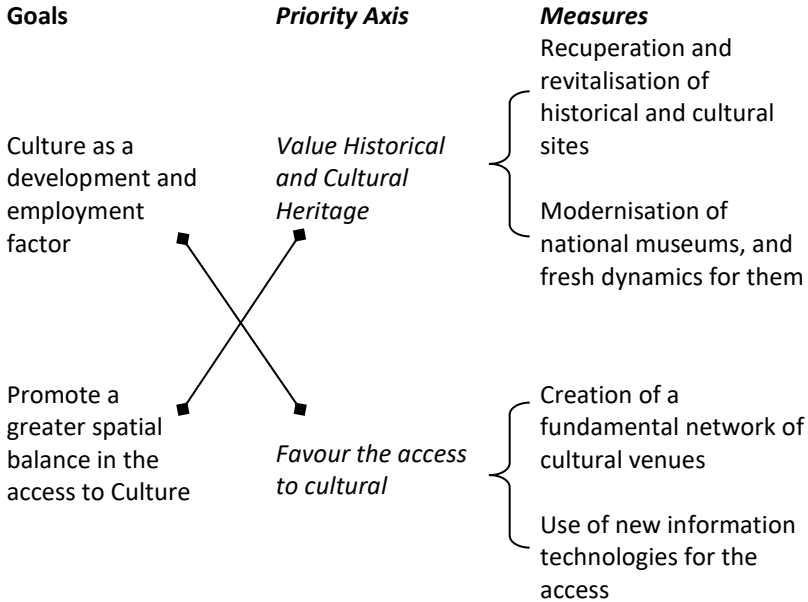 Goals
Priority Axis
Measures
Recuperation and
revitalisation of
historical and cultural
sites
Culture as a
development and
employment
factor
Value Historical
and Cultural
Heritage
Modernisation of
national museums, and
fresh dynamics for them
Promote a
greater spatial
balance in the
access to Culture
Favour the access
to cultural
Creation of a
fundamental network of
cultural venues
Use of new information
technologies for the
access